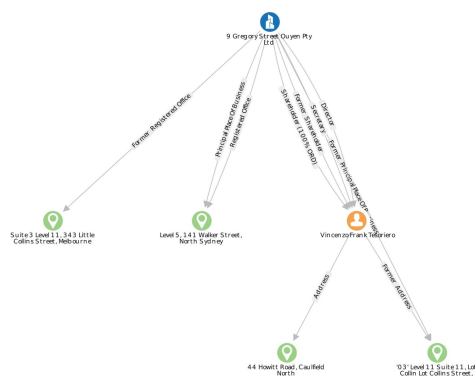 9 Gregory Street Ouyen Pty
Ltd
Former Registered Office
Principal Place Of Business
Registered Office
Shareholder (100% ORD)
Former Shareholder
Secretary
Director
Former Principal Place Of Business
Suite 3 Level 11, 343 Little
Collins Street, Melbourne
Level 5, 141 Walker Street,
North Sydney
Vincenzo Frank Tesoriero
Address
Former Address
44 Howitt Road, Caulfield
North
'03' Level 11 Suite 11, Lot
Collin Lot Collins Street,